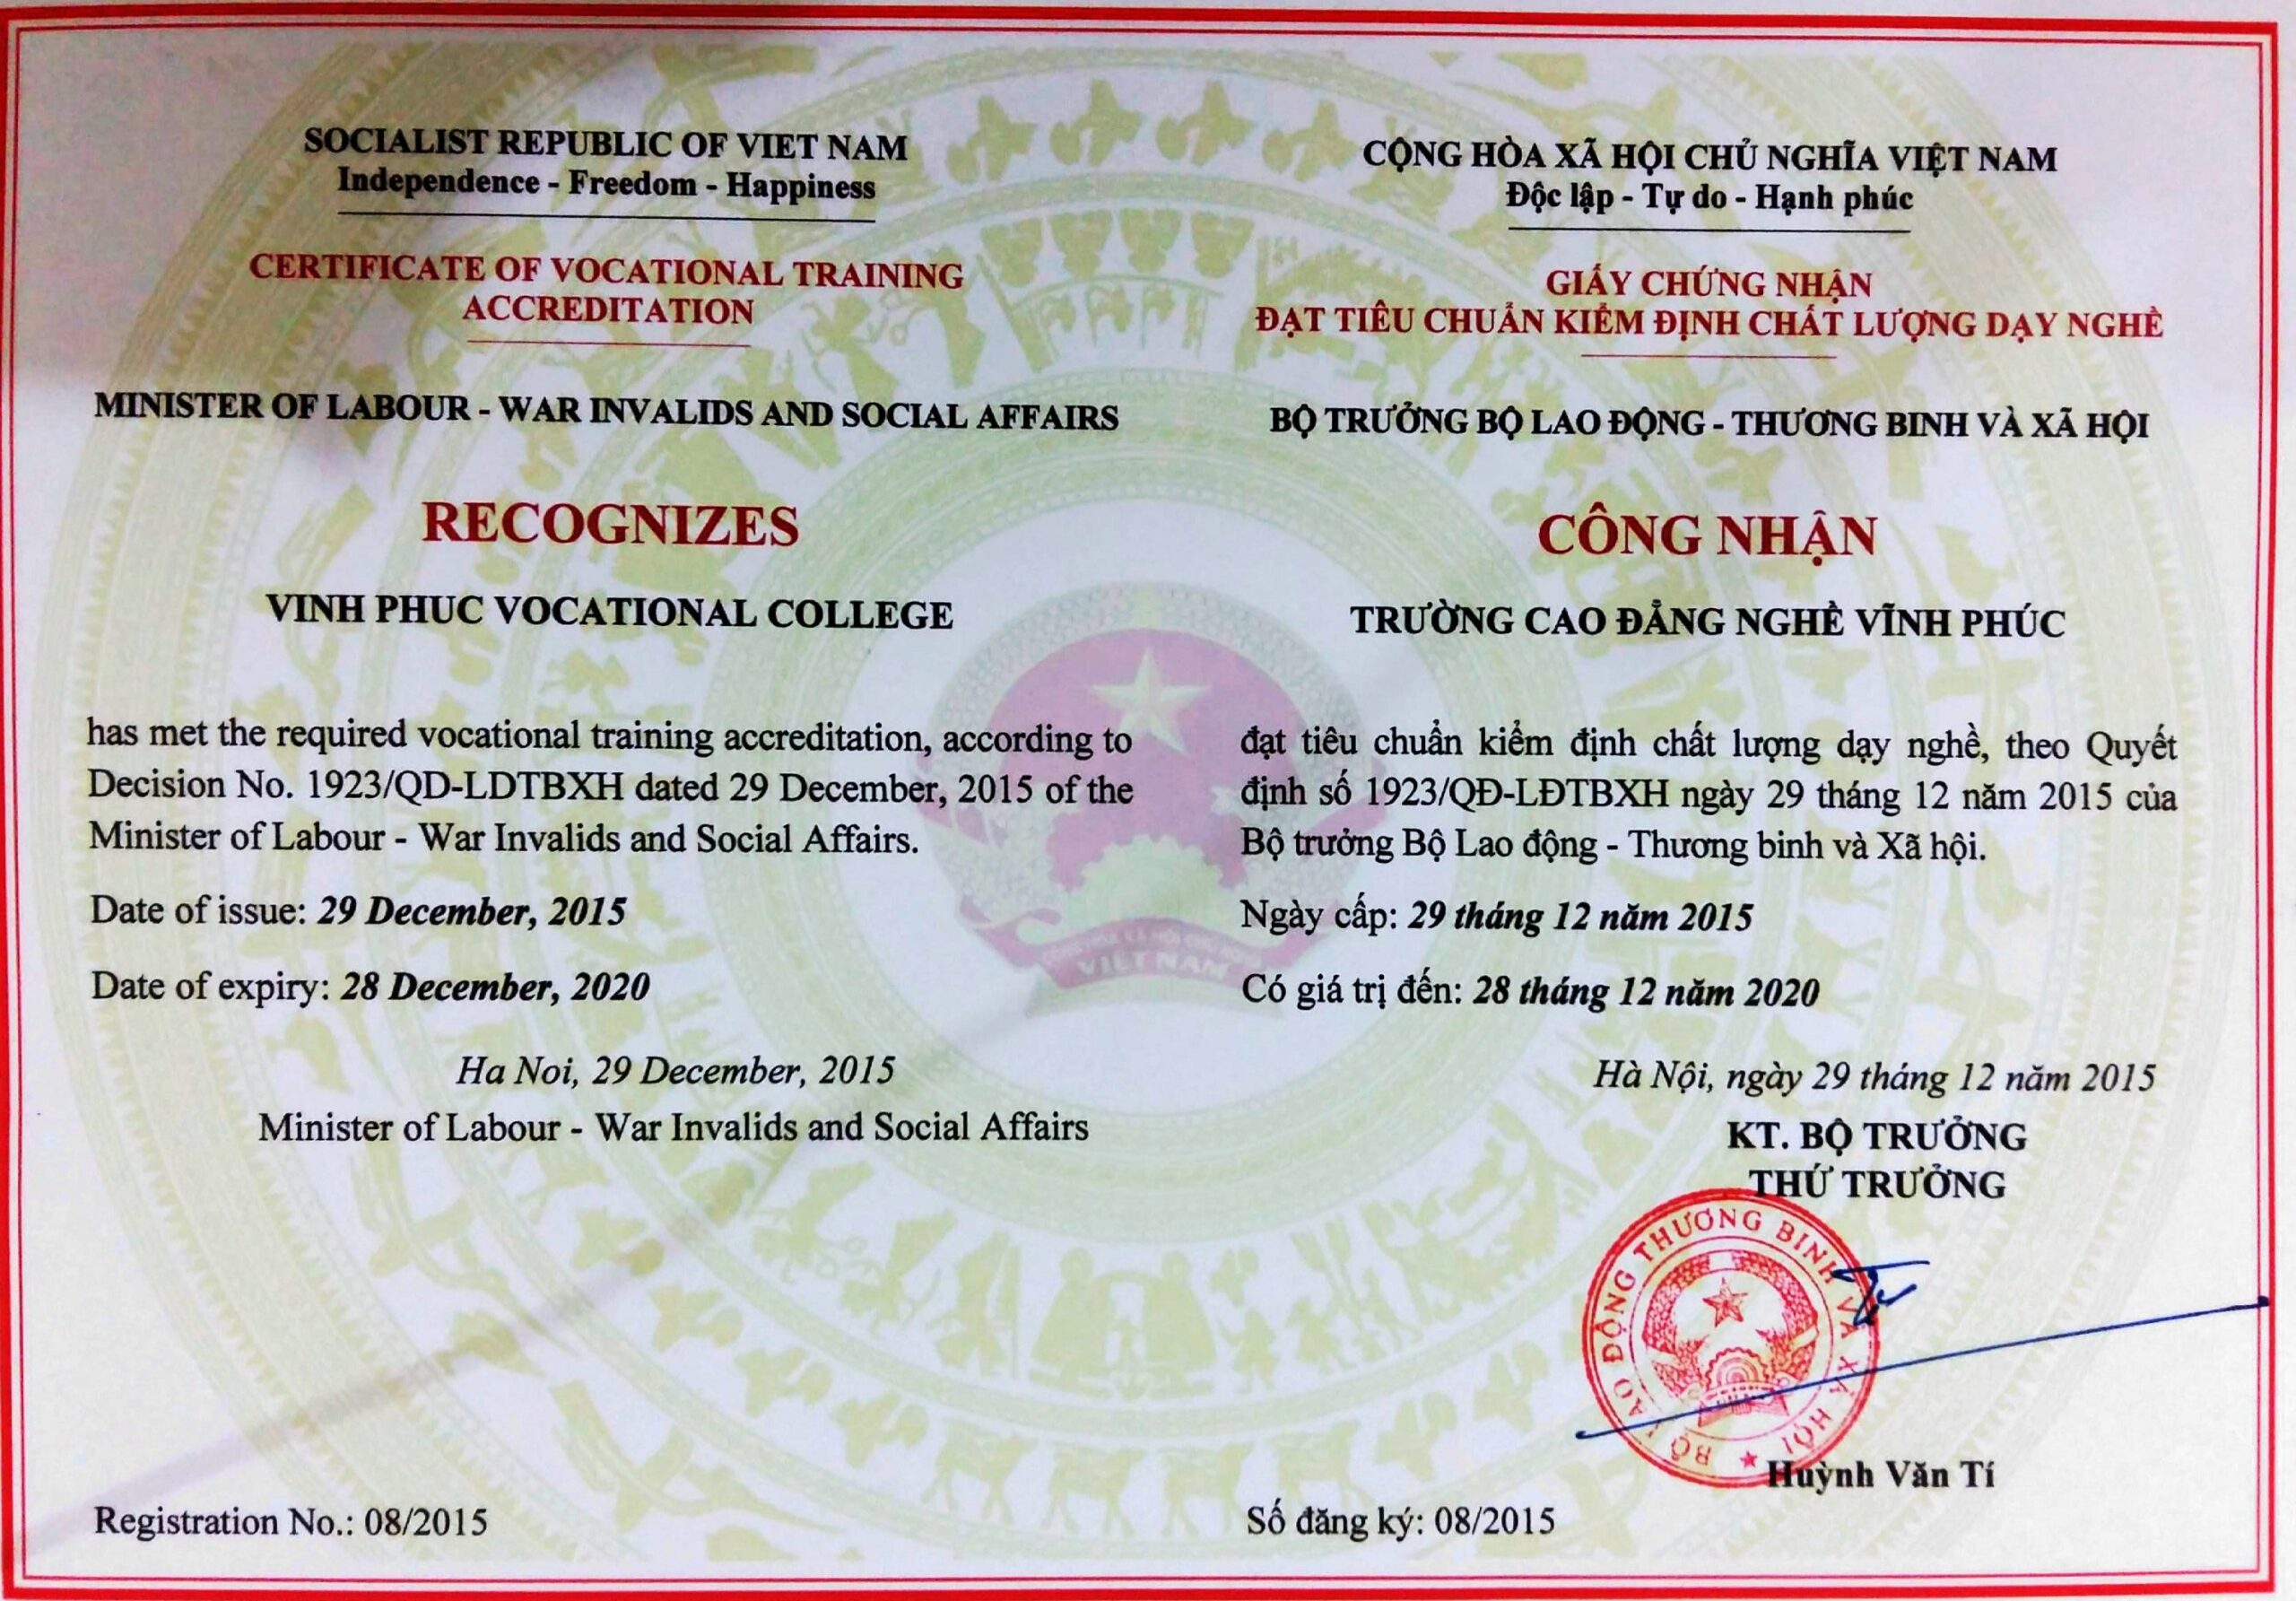 SOCIALIST REPUBLIC OF VIET NAM
Independence - Freedom - Happiness
CERTIFICATE OF VOCATIONAL TRAINING
ACCREDITATION
MINISTER OF LABOUR - WAR INVALIDS AND SOCIAL AFFAIRS
RECOGNIZES
VINH PHUC VOCATIONAL COLLEGE
has met the required vocational training accreditation, according to
Decision No. 1923/QD-LDTBXH dated 29 December, 2015 of the
Minister of Labour - War Invalids and Social Affairs.
Date of issue: 29 December, 2015
Date of expiry: 28 December, 2020
Ha Noi, 29 December, 2015
Minister of Labour - War Invalids and Social Affairs
Registration No.: 08/2015
CỘNG HÒA XÃ HỘI CHỦ NGHĨA VIỆT NAM
Độc lập - Tự do - Hạnh phúc
GIẤY CHỨNG NHẬN
ĐẠT TIÊU CHUẨN KIỂM ĐỊNH CHẤT LƯỢNG DẠY NGHỀ
BỘ TRƯỞNG BỘ LAO ĐỘNG - THƯƠNG BINH VÀ XÃ HỘI
CÔNG NHẬN
TRƯỜNG CAO ĐẲNG NGHỀ VĨNH PHÚC
đạt tiêu chuẩn kiểm định chất lượng dạy nghề, theo Quyết
định số 1923/QĐ-LĐTBXH ngày 29 tháng 12 năm 2015 của
Bộ trưởng Bộ Lao động - Thương binh và Xã hội.
Ngày cấp: 29 tháng 12 năm 2015
Có giá trị đến: 28 tháng 12 năm 2020
Hà Nội, ngày 29 tháng 12 năm 2015
KT. BỘ TRƯỞNG
THỨ TRƯỞNG
BỘ LAO ĐỘNG THƯƠNG BINH VÀ XÃ HỘI
Huỳnh Văn Tí
Số đăng ký: 08/2015
VIET NAM